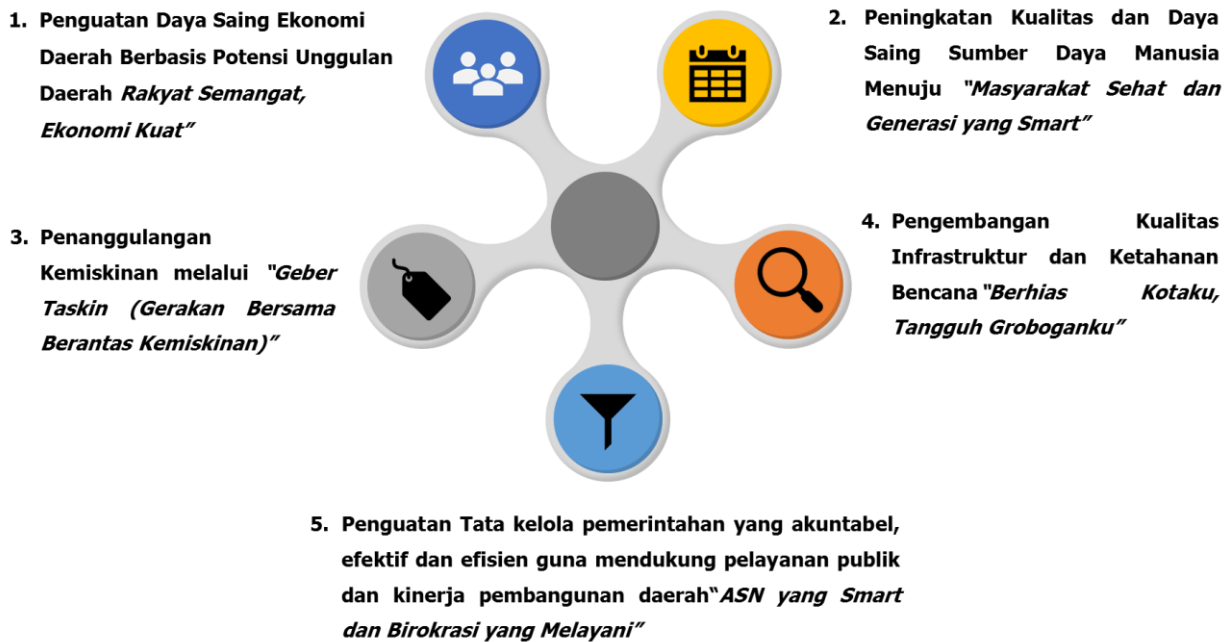 1. Penguatan Daya Saing Ekonomi
Daerah Berbasis Potensi Unggulan
Daerah Rakyat Semangat,
Ekonomi Kuat”
2. Peningkatan Kualitas dan Daya
Saing Sumber Daya Manusia
Menuju “Masyarakat Sehat dan
Generasi yang Smart”
3. Penanggulangan
Kemiskinan melalui “Geber
Taskin (Gerakan Bersama
Berantas Kemiskinan)”
4. Pengembangan Kualitas
Infrastruktur dan Ketahanan
Bencana “Berhias Kotaku,
Tangguh Groboganku”
5. Penguatan Tata kelola pemerintahan yang akuntabel,
efektif dan efisien guna mendukung pelayanan publik
dan kinerja pembangunan daerah“ASN yang Smart
dan Birokrasi yang Melayani”